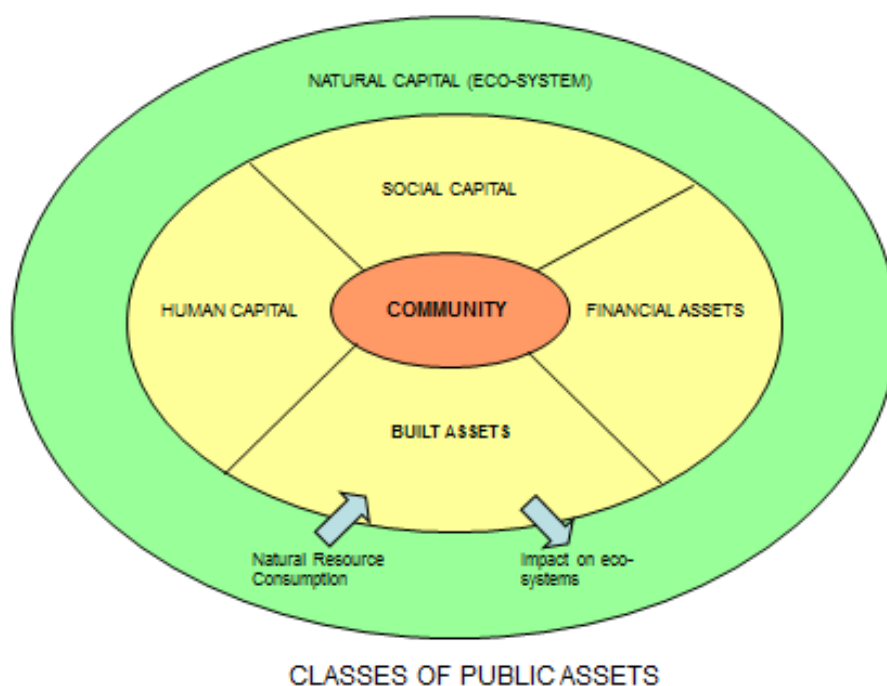 NATURAL CAPITAL (ECO-SYSTEM)
SOCIAL CAPITAL
HUMAN CAPITAL
COMMUNITY
FINANCIAL ASSETS
BUILT ASSETS
Natural Resource
Consumption
Impact on eco-
systems
CLASSES OF PUBLIC ASSETS